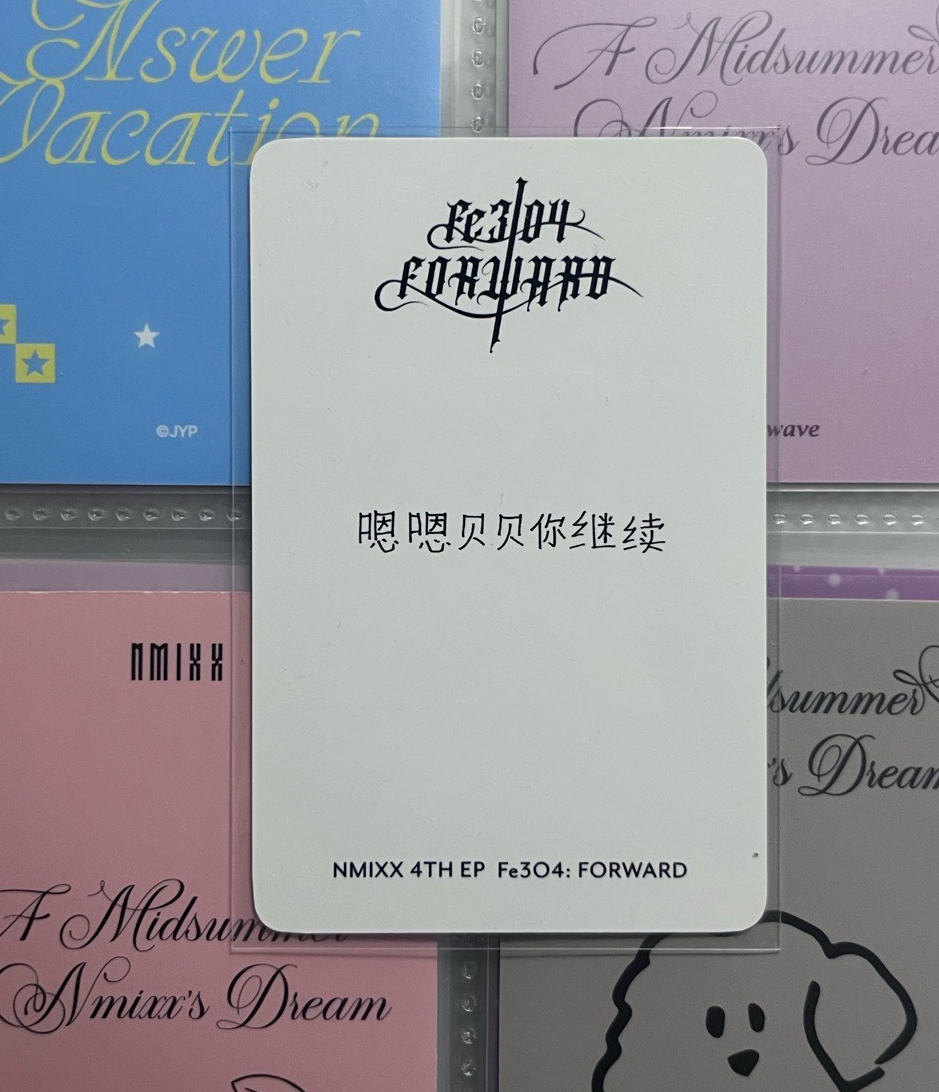 Nswer
Vacation
©JYP
A Midsummer
Nmixx's Dream
wave
Fe3O4
FORWARD
嗯嗯贝贝你继续
NMIXX 4TH EP Fe3O4: FORWARD
NMIXX
A Midsummer
Nmixx's Dream
dsummer
's Dream